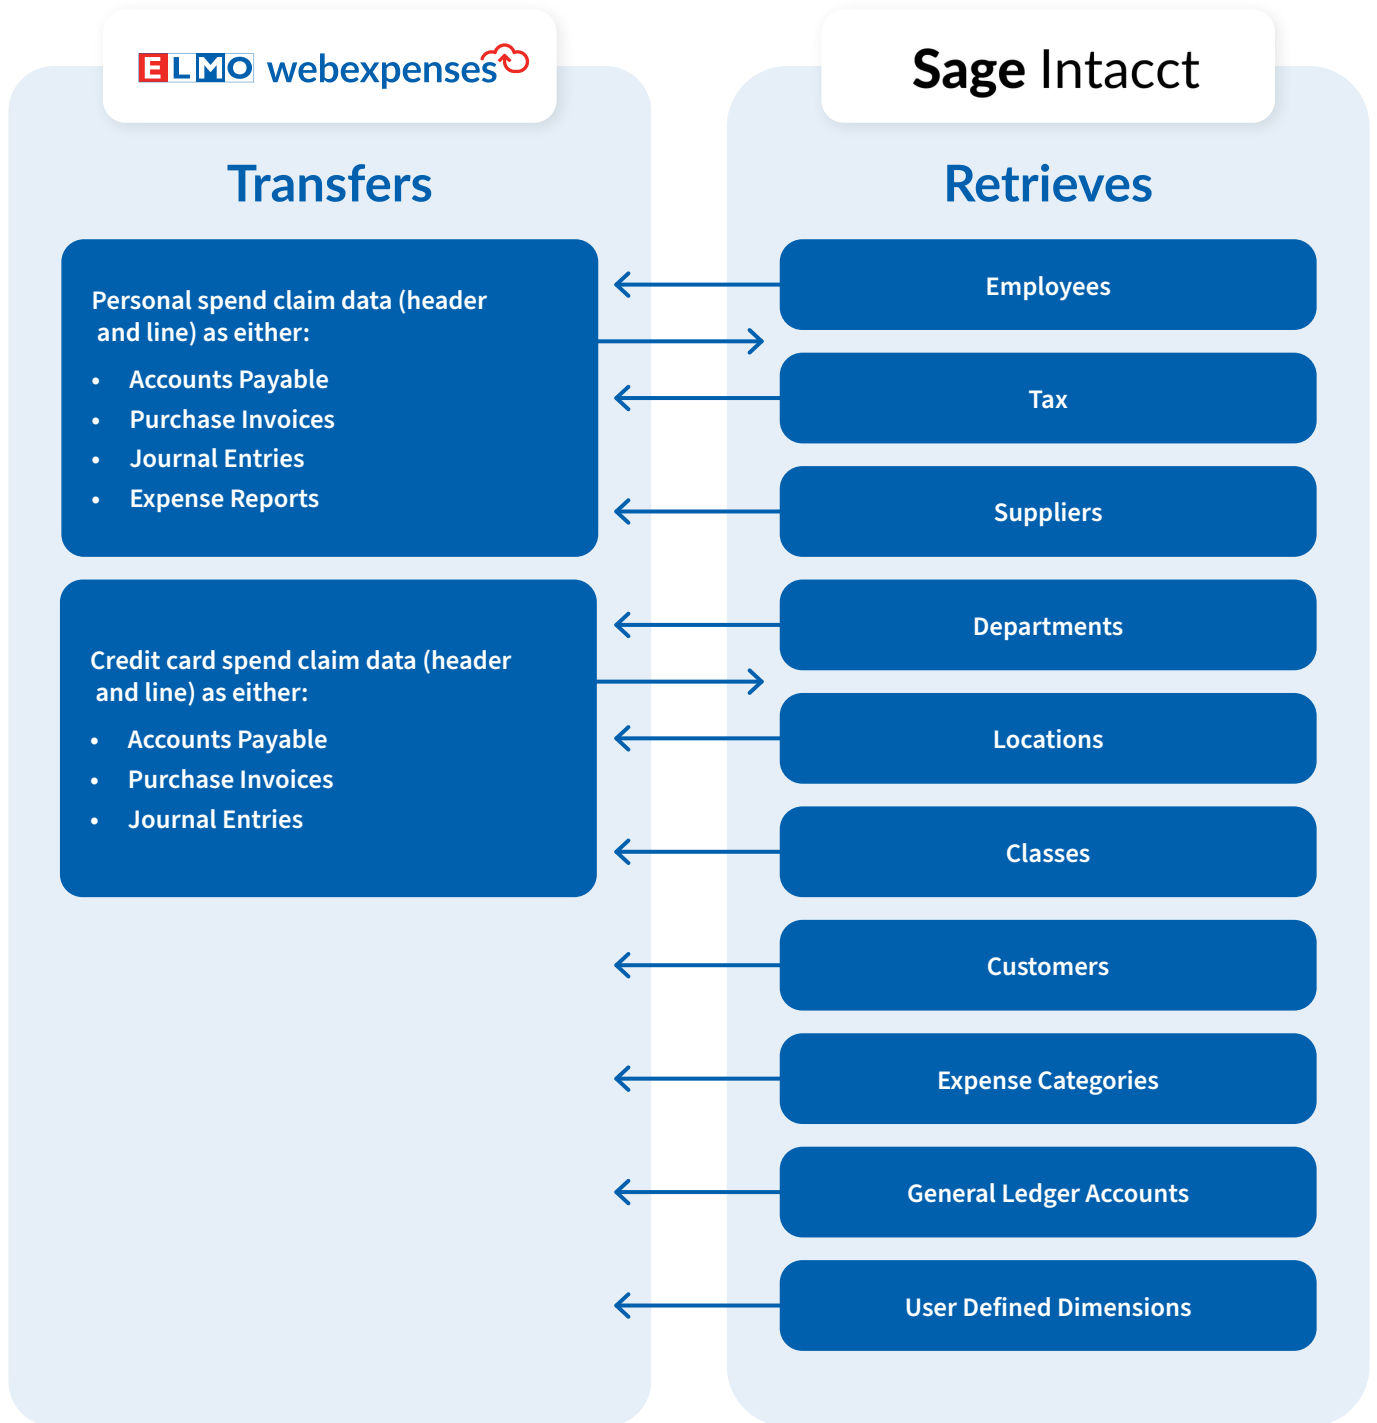 ELMO webexpenses
Transfers
Personal spend claim data (header
and line) as either:
• Accounts Payable
• Purchase Invoices
• Journal Entries
• Expense Reports
Credit card spend claim data (header
and line) as either:
• Accounts Payable
• Purchase Invoices
• Journal Entries
Sage Intacct
Retrieves
Employees
Tax
Suppliers
Departments
Locations
Classes
Customers
Expense Categories
General Ledger Accounts
User Defined Dimensions